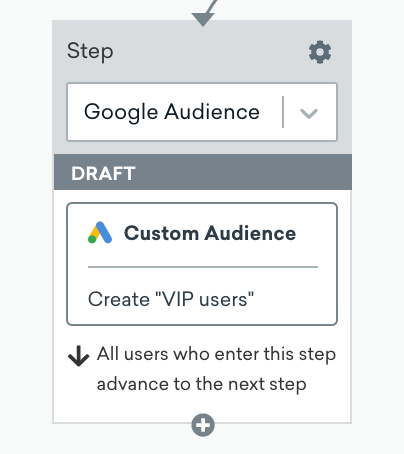 Step
Google Audience
DRAFT
Custom Audience
Create "VIP users"
All users who enter this step
advance to the next step